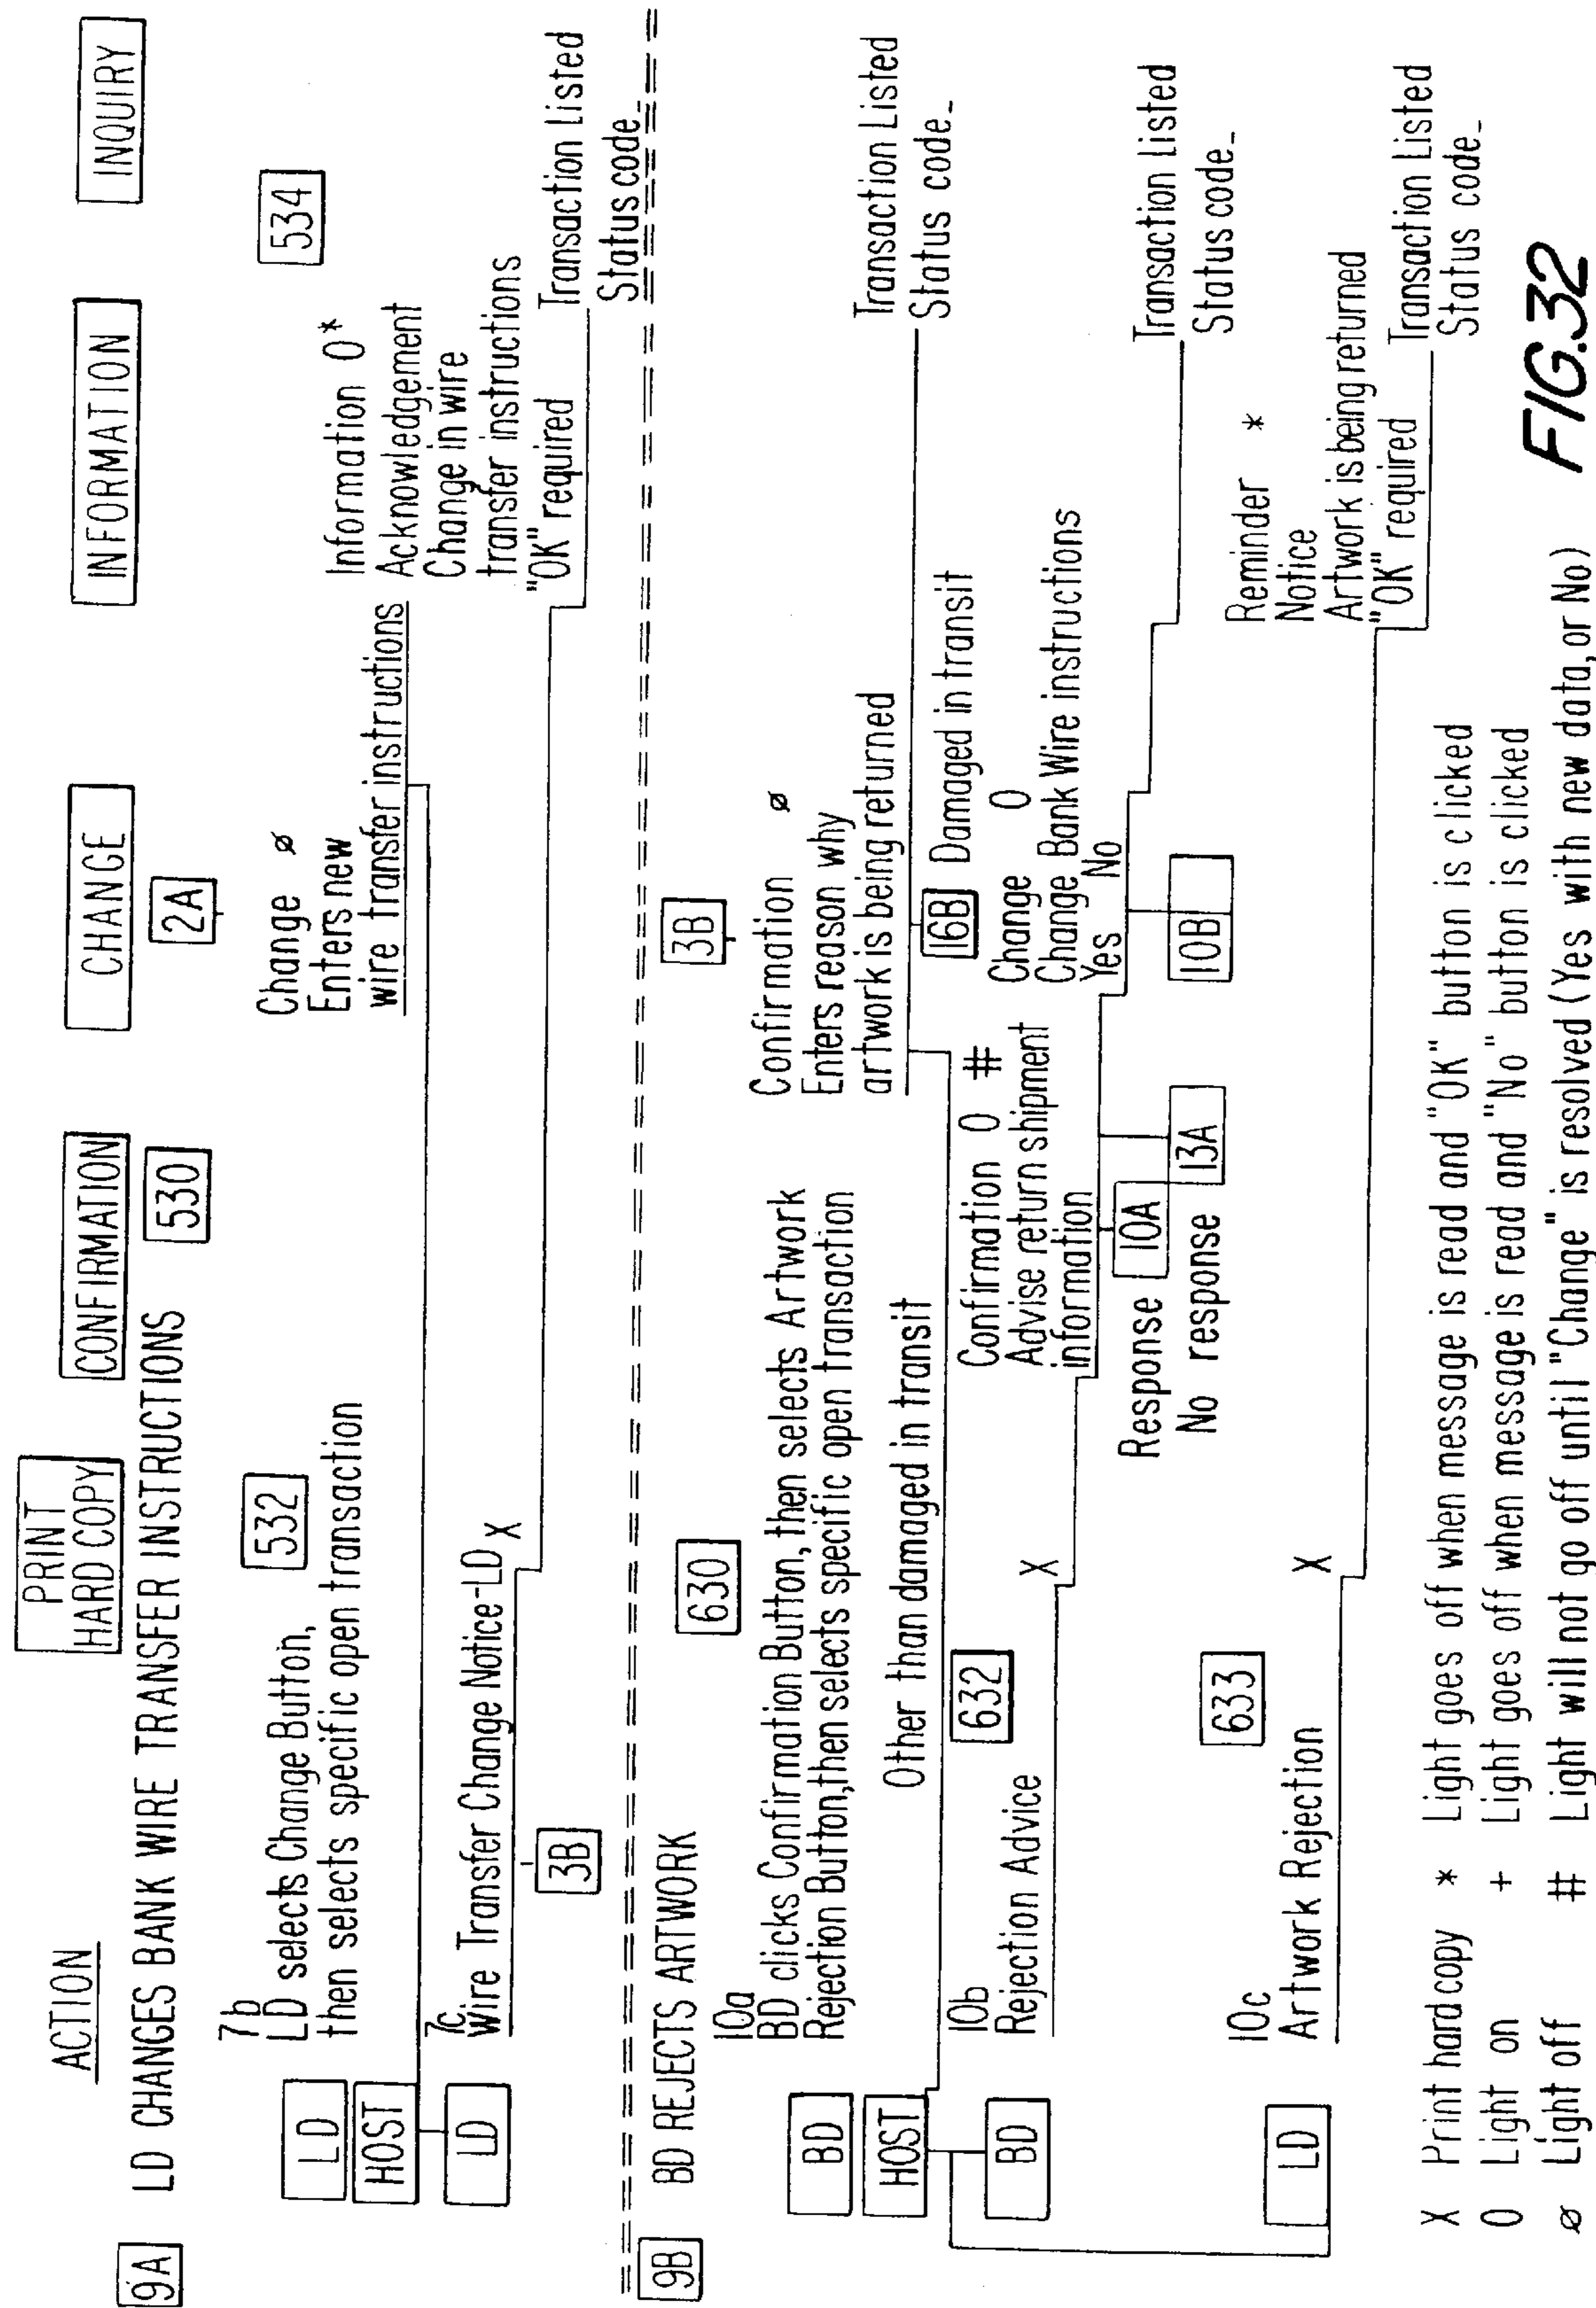 ACTION
PRINT
HARD COPY
CONFIRMATION
CHANGE
INFORMATION
INQUIRY
9A
LD CHANGES BANK WIRE TRANSFER INSTRUCTIONS
530
2A
7b
LD selects Change Button,
then selects specific open transaction
532
Change ø
Enters new
wire transfer instructions
534
LD
HOST
LD
7c
Wire Transfer Change Notice-LD X
3B
Information O*
Acknowledgement
Change in wire
transfer instructions
"OK" required
Transaction Listed
Status code_
9B
BD REJECTS ARTWORK
630
3B
10a
BD clicks Confirmation Button, then selects Artwork
Rejection Button, then selects specific open transaction
Confirmation ø
Enters reason why
artwork is being returned
Transaction Listed
Status code_
BD
HOST
BD
Other than damaged in transit
16B
Damaged in transit
10b
Rejection Advice
632
X
Confirmation O #
Advise return shipment
information
Response
10A
No response
13A
Change O
Change Bank Wire instructions
Yes No
10B
Transaction Listed
Status code_
LD
10c
Artwork Rejection
633
X
Reminder *
Notice
Artwork is being returned
"OK" required
Transaction Listed
Status code_
X Print hard copy * Light goes off when message is read and "OK" button is clicked
O Light on + Light goes off when message is read and "No" button is clicked
ø Light off # Light will not go off until "Change" is resolved (Yes with new data, or No)
FIG.32